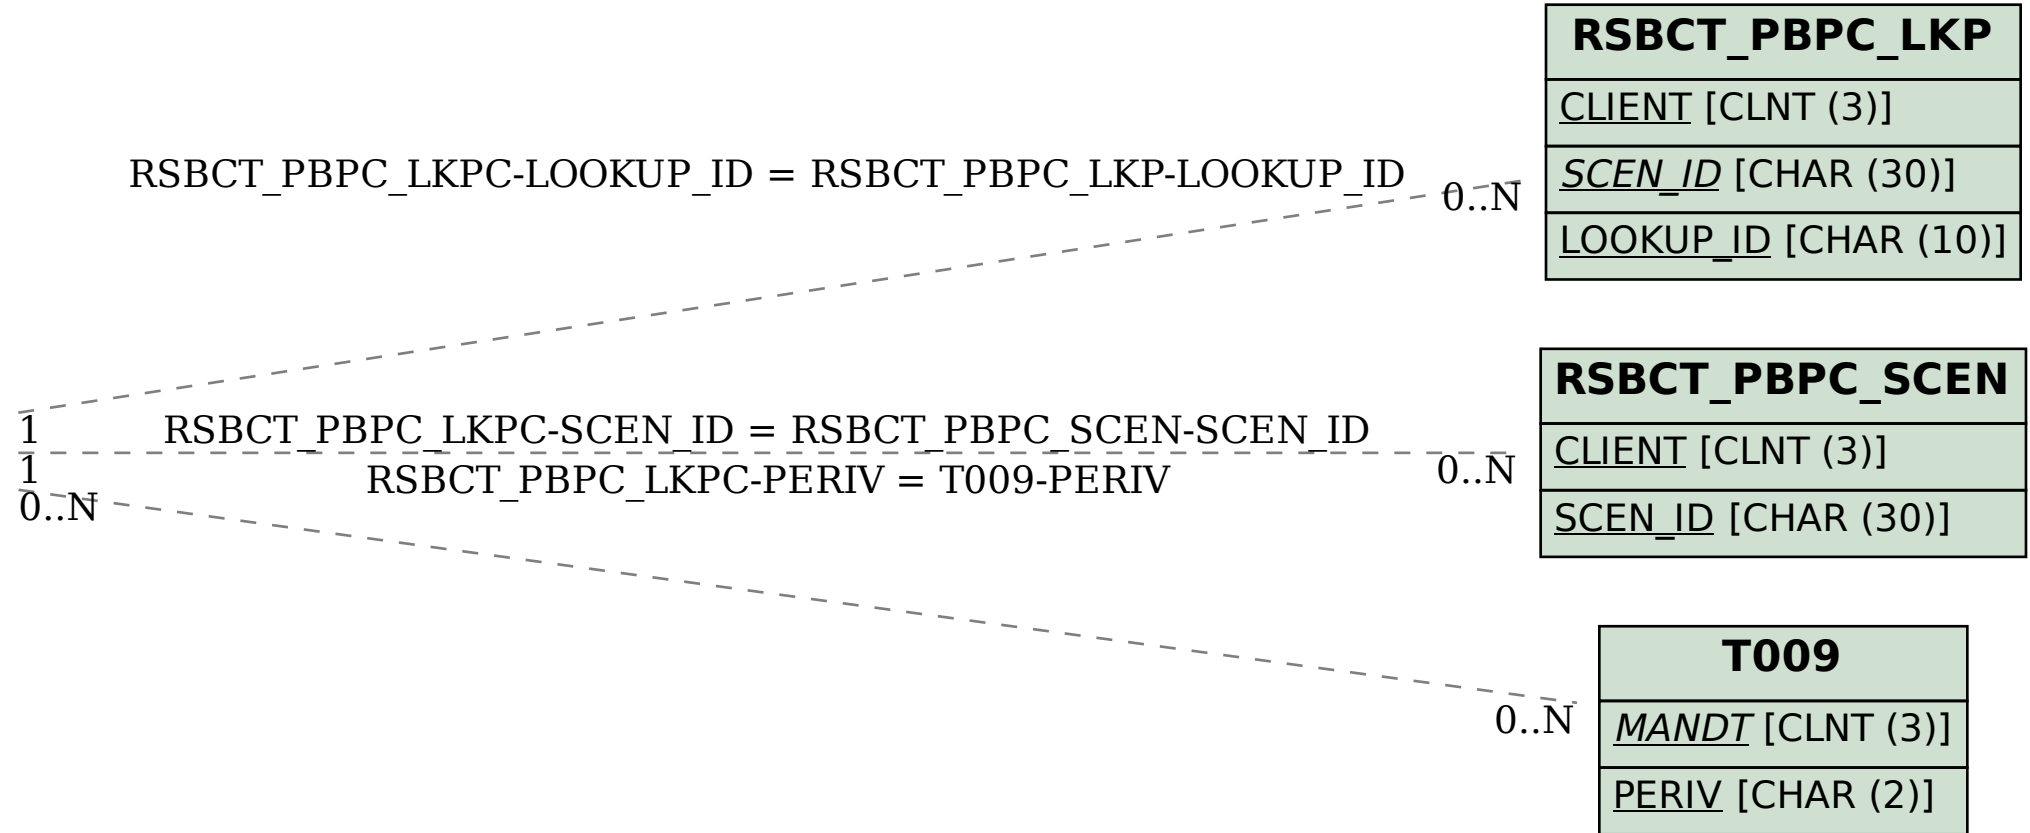 RSBCT_PBPC_LKP
CLIENT [CLNT (3)]
SCEN_ID [CHAR (30)]
LOOKUP_ID [CHAR (10)]
RSBCT_PBPC_LKPC-LOOKUP_ID = RSBCT_PBPC_LKP-LOOKUP_ID
0..N
1
RSBCT_PBPC_LKPC-SCEN_ID = RSBCT_PBPC_SCEN-SCEN_ID
1
0..N
RSBCT_PBPC_LKPC-PERIV = T009-PERIV
0..N
RSBCT_PBPC_SCEN
CLIENT [CLNT (3)]
SCEN_ID [CHAR (30)]
0..N
T009
MANDT [CLNT (3)]
PERIV [CHAR (2)]